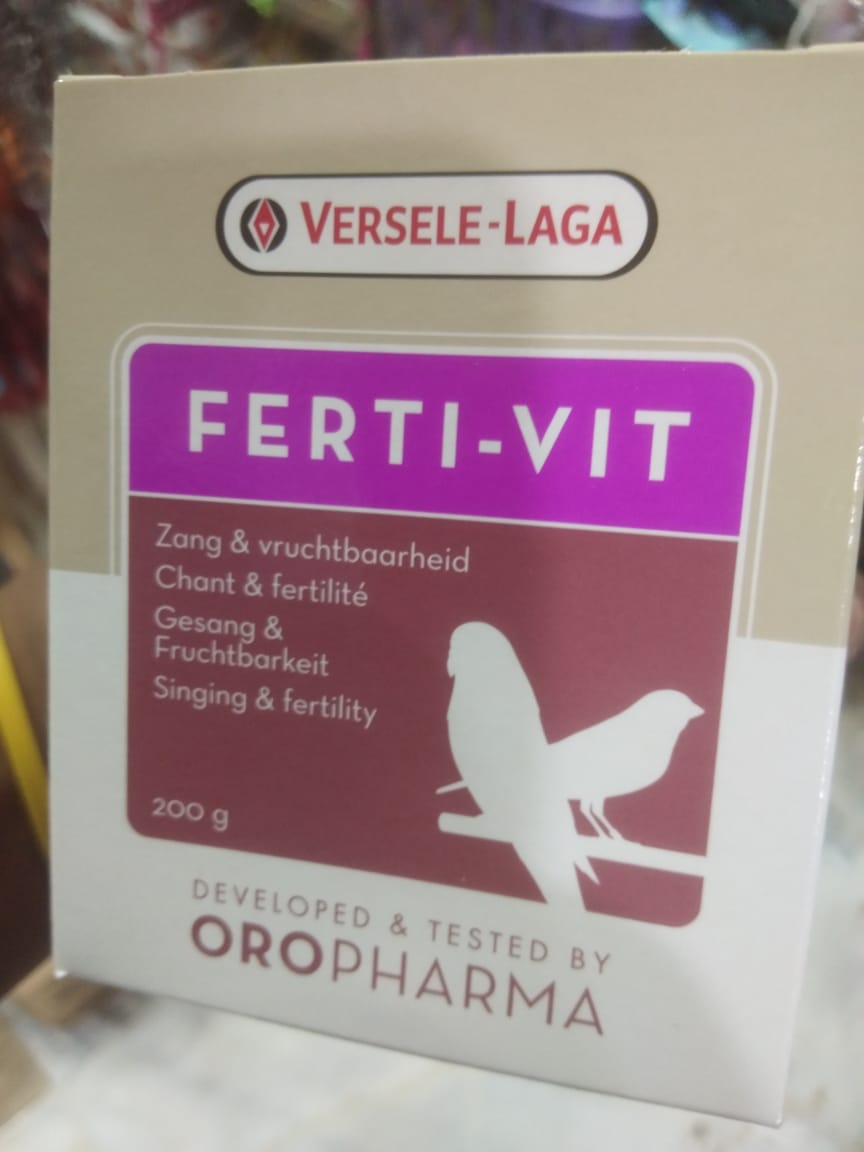 VERSELE-LAGA
FERTI-VIT
Zang & vruchtbaarheid
Chant & fertilité
Gesang &
Fruchtbarkeit
Singing & fertility
200 g
DEVELOPED & TESTED BY
OROPHARMA